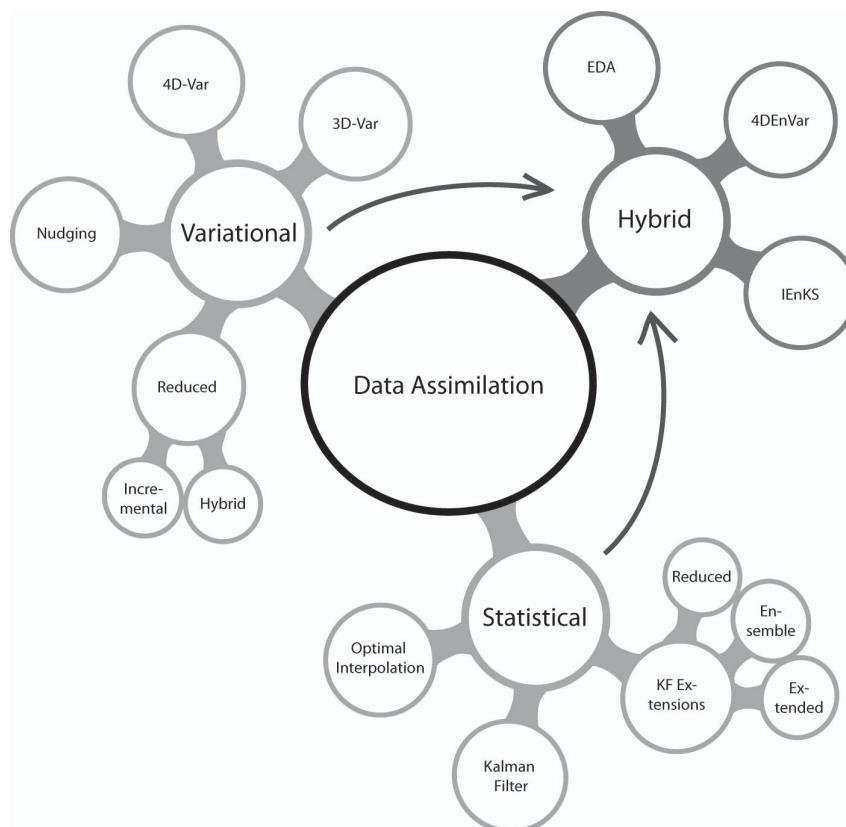 EDA
4D-Var
3D-Var
4DEnVar
Nudging
Variational
Hybrid
IEnKS
Data Assimilation
Reduced
Incre-
mental
Hybrid
Statistical
Reduced
En-
semble
Optimal
Interpolation
KF Ex-
tensions
Ex-
tended
Kalman
Filter